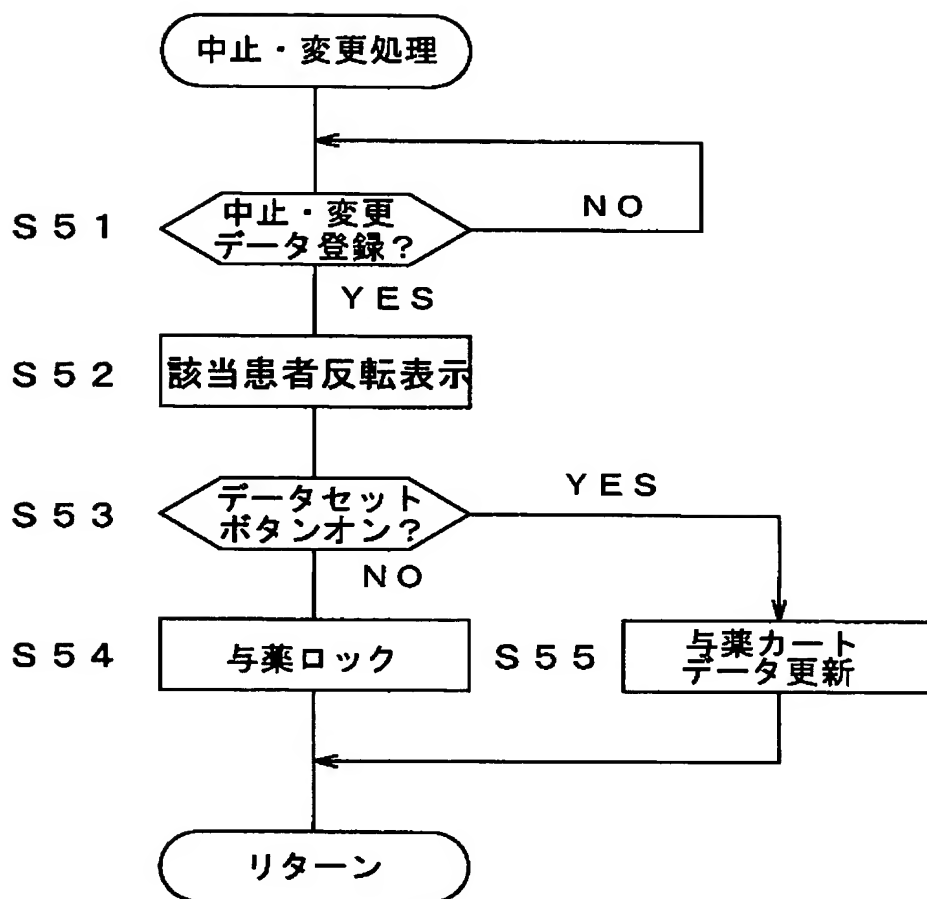 中止・変更処理
S51
中止・変更
データ登録？
NO
YES
S52
該当患者反転表示
S53
データセット
ボタンオン？
YES
NO
S54
与薬ロック
S55
与薬カート
データ更新
リターン